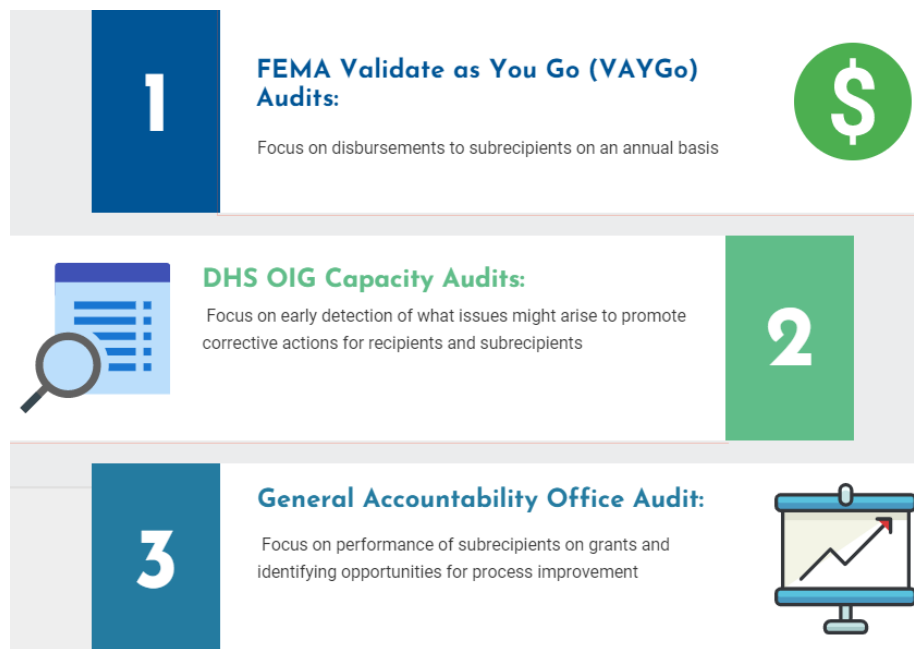 1
FEMA Validate as You Go (VAYGo)
Audits:
$
Focus on disbursements to subrecipients on an annual basis
DHS OIG Capacity Audits:
Focus on early detection of what issues might arise to promote
corrective actions for recipients and subrecipients
2
3
General Accountability Office Audit:
Focus on performance of subrecipients on grants and
identifying opportunities for process improvement